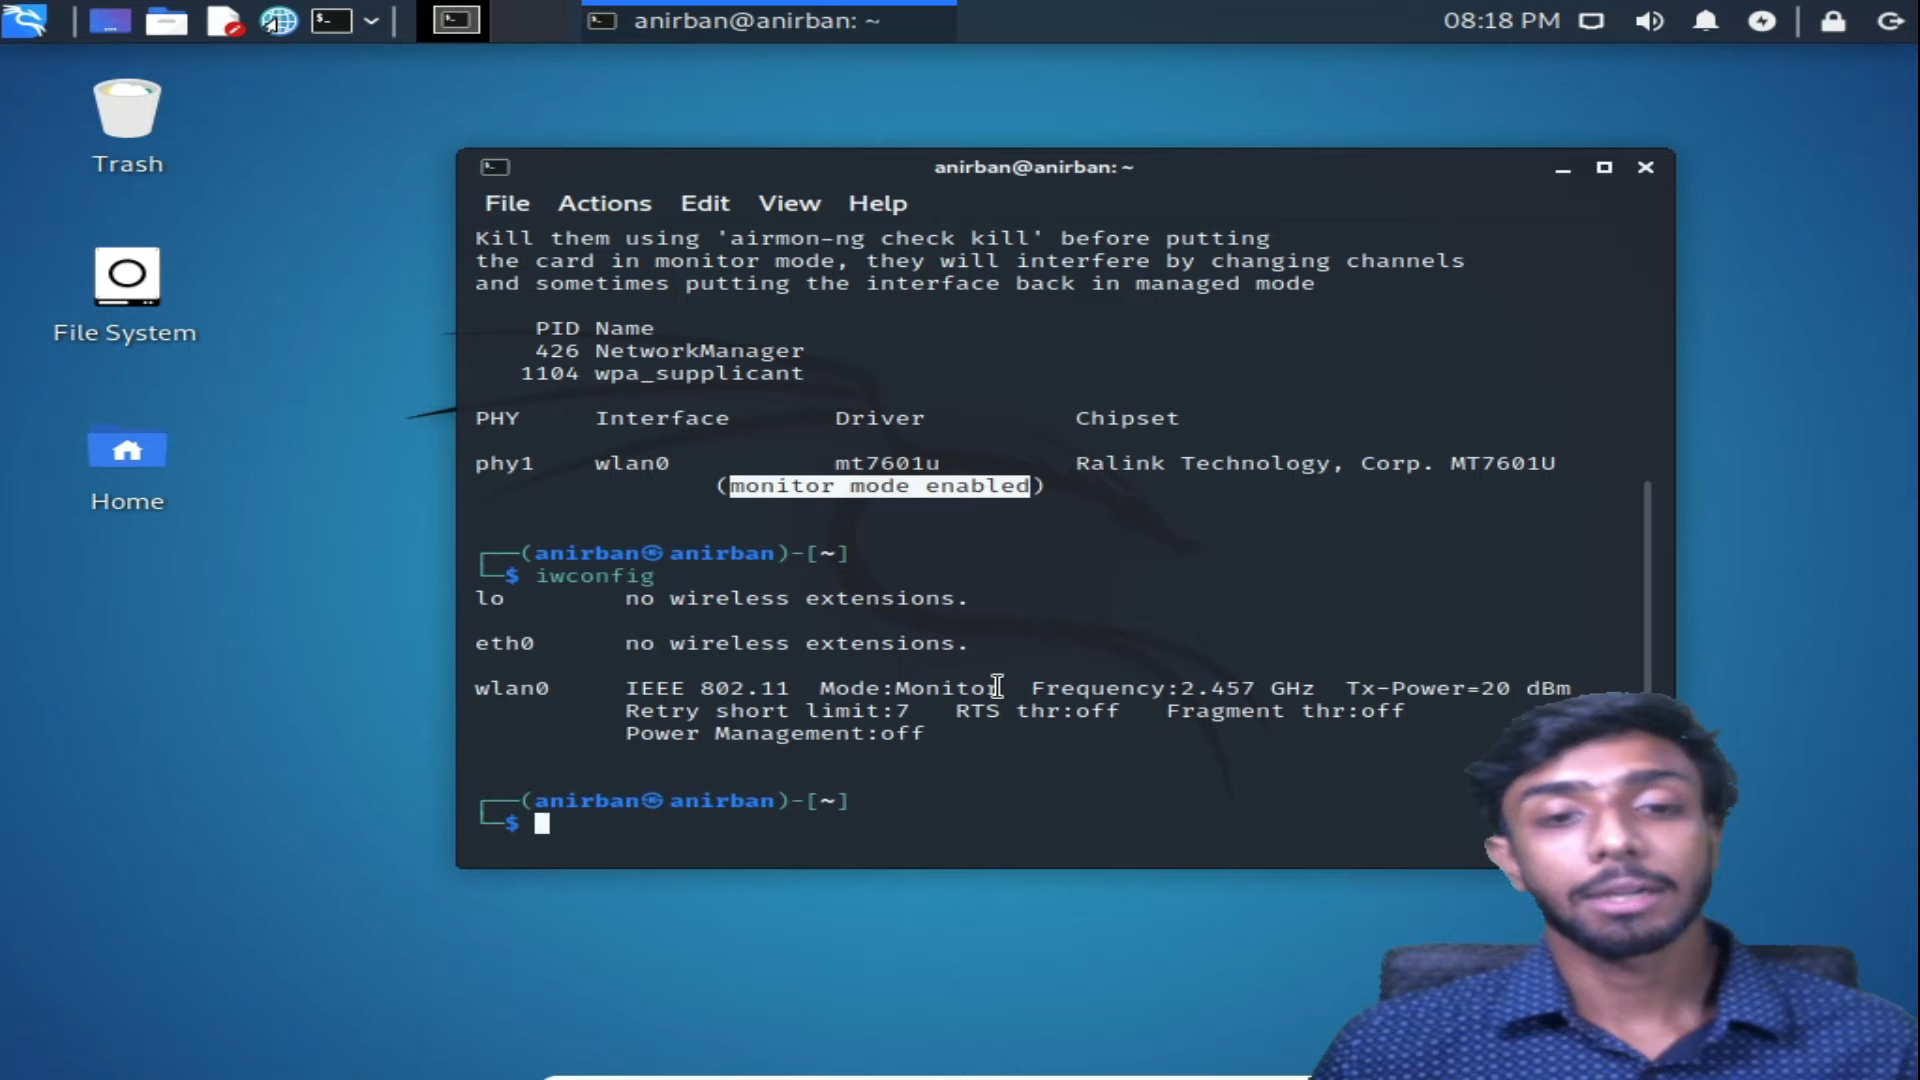 anirban@anirban: ~
08:18 PM
Trash
File System
Home
anirban@anirban: ~
File Actions Edit View Help
Kill them using 'airmon-ng check kill' before putting
the card in monitor mode, they will interfere by changing channels
and sometimes putting the interface back in managed mode
PID Name
426 NetworkManager
1104 wpa_supplicant
PHY Interface Driver Chipset
phy1 wlan0 mt7601u Ralink Technology, Corp. MT7601U
(monitor mode enabled)
┌──(anirban㉿anirban)-[~]
└─$ iwconfig
lo no wireless extensions.
eth0 no wireless extensions.
wlan0 IEEE 802.11 Mode:Monitor Frequency:2.457 GHz Tx-Power=20 dBm
Retry short limit:7 RTS thr:off Fragment thr:off
Power Management:off
┌──(anirban㉿anirban)-[~]
└─$